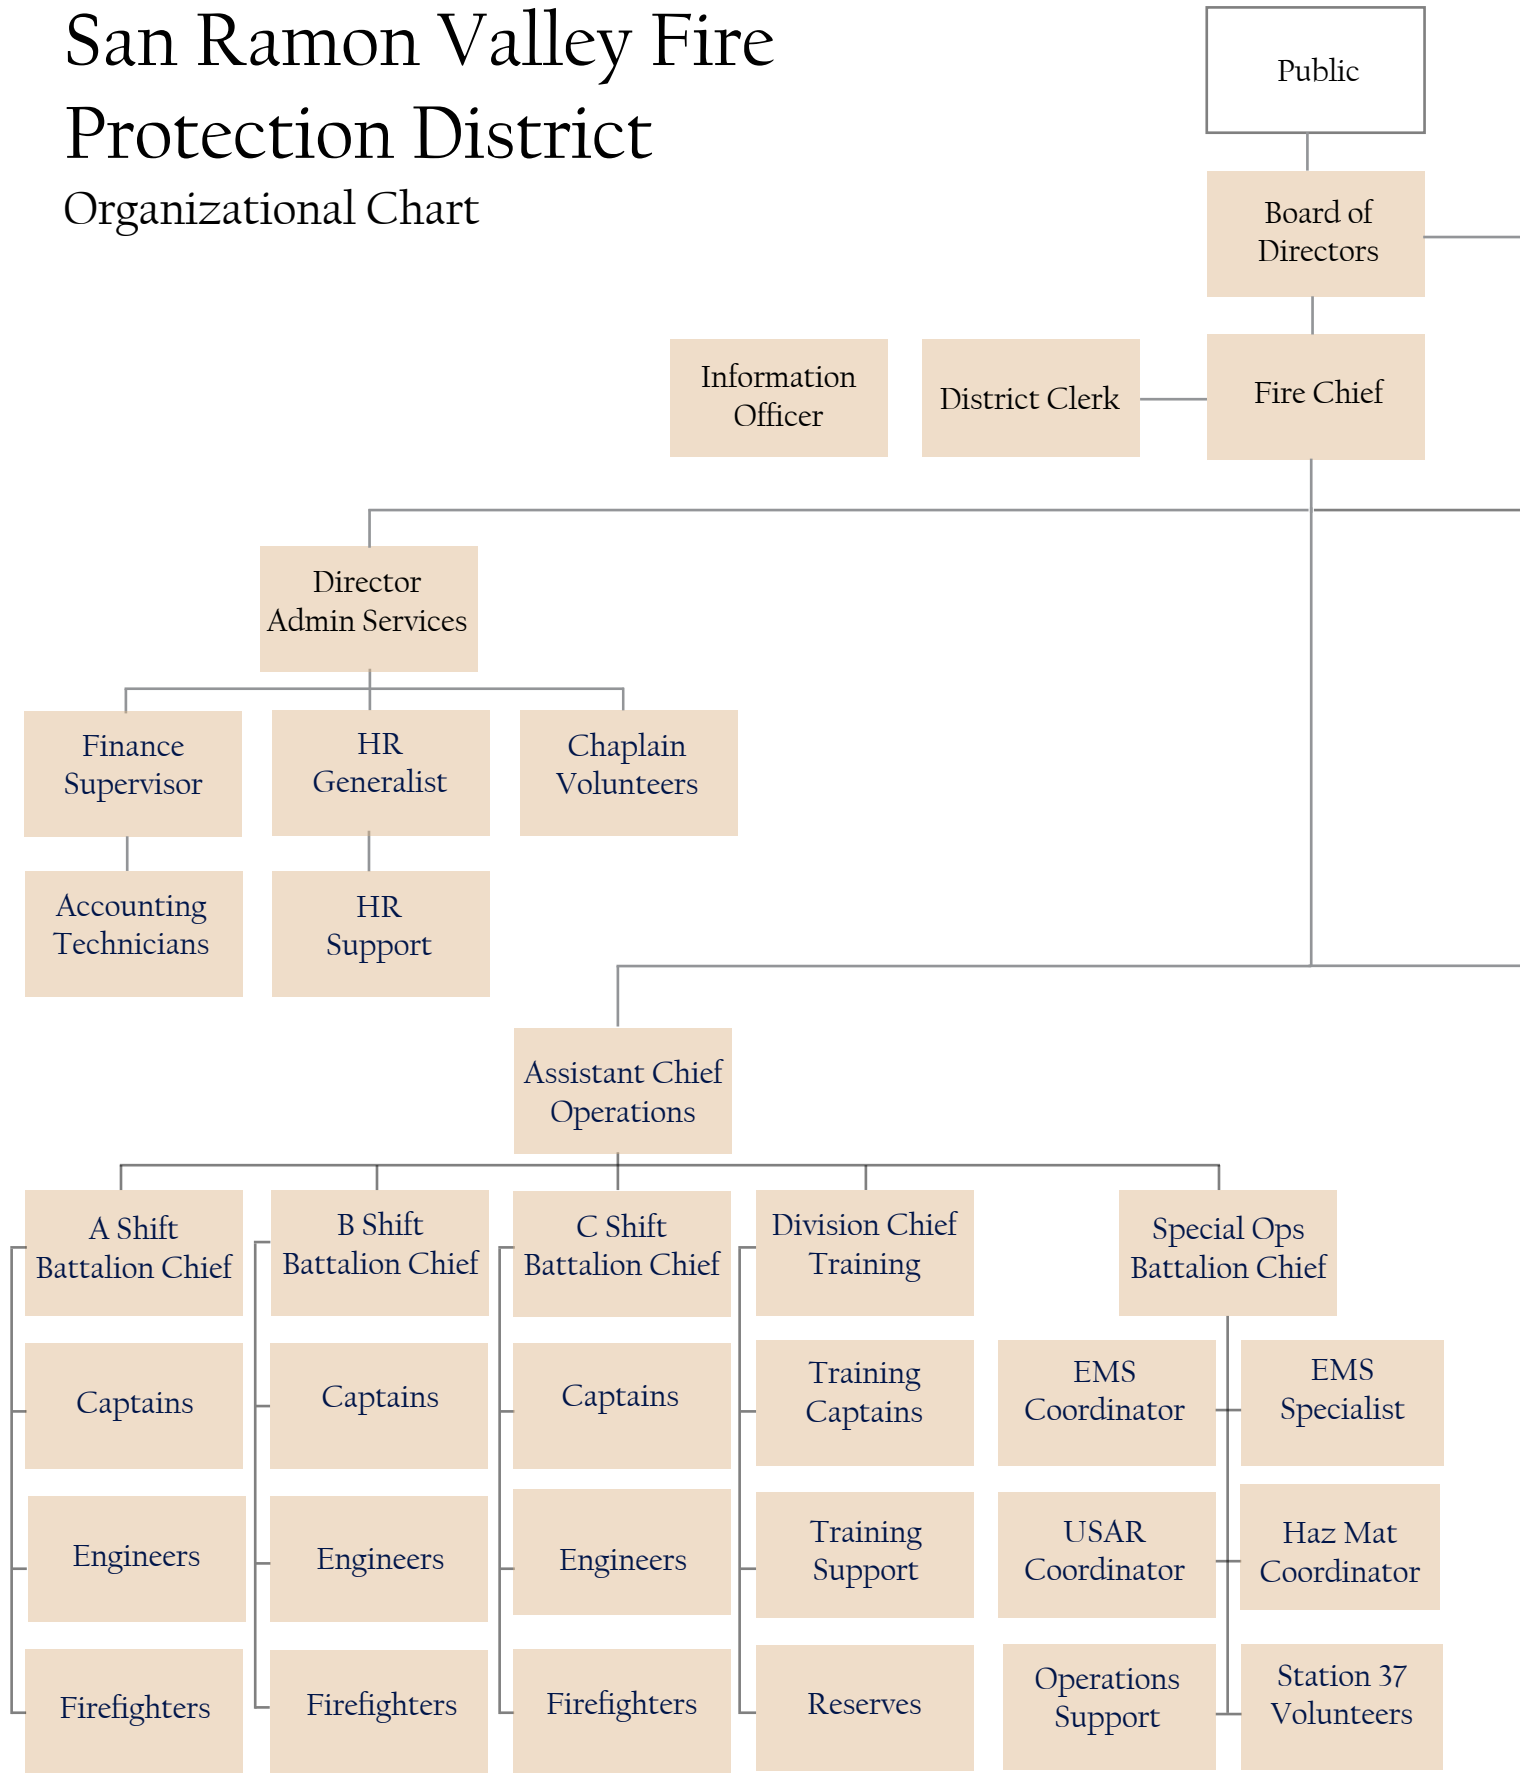 San Ramon Valley Fire
Protection District
Organizational Chart
Public
Board of
Directors
Information
Officer
District Clerk
Fire Chief
Director
Admin Services
Finance
Supervisor
HR
Generalist
Chaplain
Volunteers
Accounting
Technicians
HR
Support
Assistant Chief
Operations
A Shift
Battalion Chief
B Shift
Battalion Chief
C Shift
Battalion Chief
Division Chief
Training
Special Ops
Battalion Chief
Captains
Captains
Captains
Training
Captains
EMS
Coordinator
EMS
Specialist
Engineers
Engineers
Engineers
Training
Support
USAR
Coordinator
Haz Mat
Coordinator
Firefighters
Firefighters
Firefighters
Reserves
Operations
Support
Station 37
Volunteers